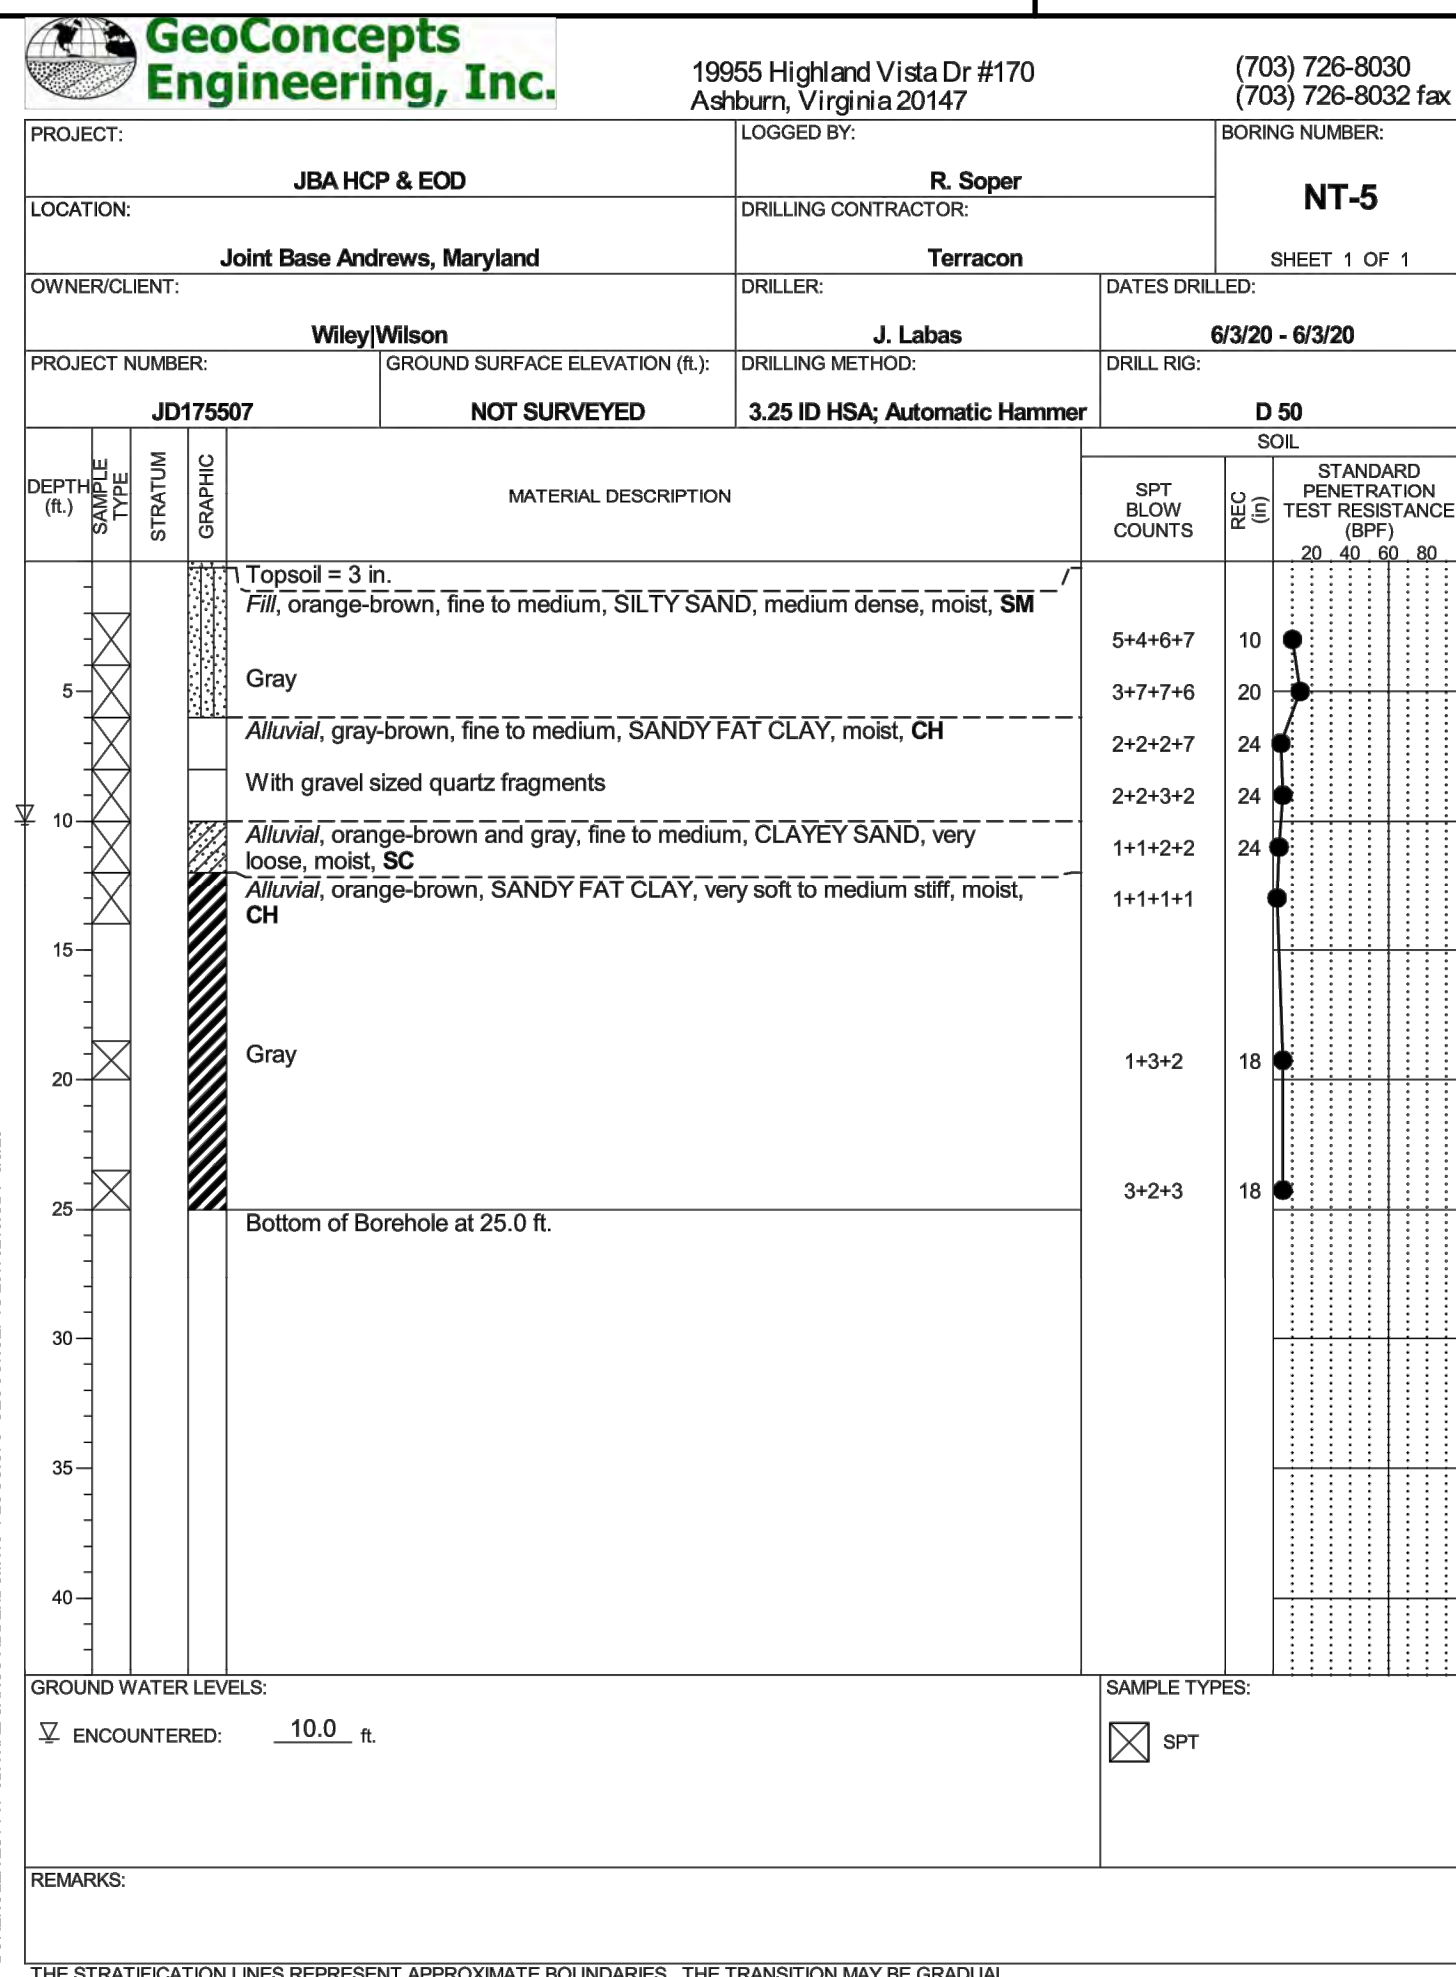 GeoConcepts
Engineering, Inc.
19955 Highland Vista Dr #170
Ashburn, Virginia 20147
(703) 726-8030
(703) 726-8032 fax
PROJECT:
JBA HCP & EOD
LOGGED BY:
R. Soper
BORING NUMBER:
NT-5
SHEET 1 OF 1
LOCATION:
Joint Base Andrews, Maryland
DRILLING CONTRACTOR:
Terracon
OWNER/CLIENT:
Wiley|Wilson
DRILLER:
J. Labas
DATES DRILLED:
6/3/20 - 6/3/20
PROJECT NUMBER:
JD175507
GROUND SURFACE ELEVATION (ft.):
NOT SURVEYED
DRILLING METHOD:
3.25 ID HSA; Automatic Hammer
DRILL RIG:
D 50
DEPTH
(ft.)
SAMPLE
TYPE
STRATUM
GRAPHIC
MATERIAL DESCRIPTION
SOIL
SPT
BLOW
COUNTS
REC
(in)
STANDARD
PENETRATION
TEST RESISTANCE
(BPF)
20 40 60 80
Topsoil = 3 in.
Fill, orange-brown, fine to medium, SILTY SAND, medium dense, moist, SM
5+4+6+7 10
Gray
5 3+7+7+6 20
Alluvial, gray-brown, fine to medium, SANDY FAT CLAY, moist, CH
2+2+2+7 24
With gravel sized quartz fragments
2+2+3+2 24
10
Alluvial, orange-brown and gray, fine to medium, CLAYEY SAND, very
loose, moist, SC
1+1+2+2 24
Alluvial, orange-brown, SANDY FAT CLAY, very soft to medium stiff, moist,
CH
1+1+1+1
15
Gray
1+3+2 18
20
3+2+3 18
25
Bottom of Borehole at 25.0 ft.
30
35
40
GROUND WATER LEVELS:
ENCOUNTERED: 10.0 ft.
SAMPLE TYPES:
SPT
REMARKS:
THE STRATIFICATION LINES REPRESENT APPROXIMATE BOUNDARIES. THE TRANSITION MAY BE GRADUAL.